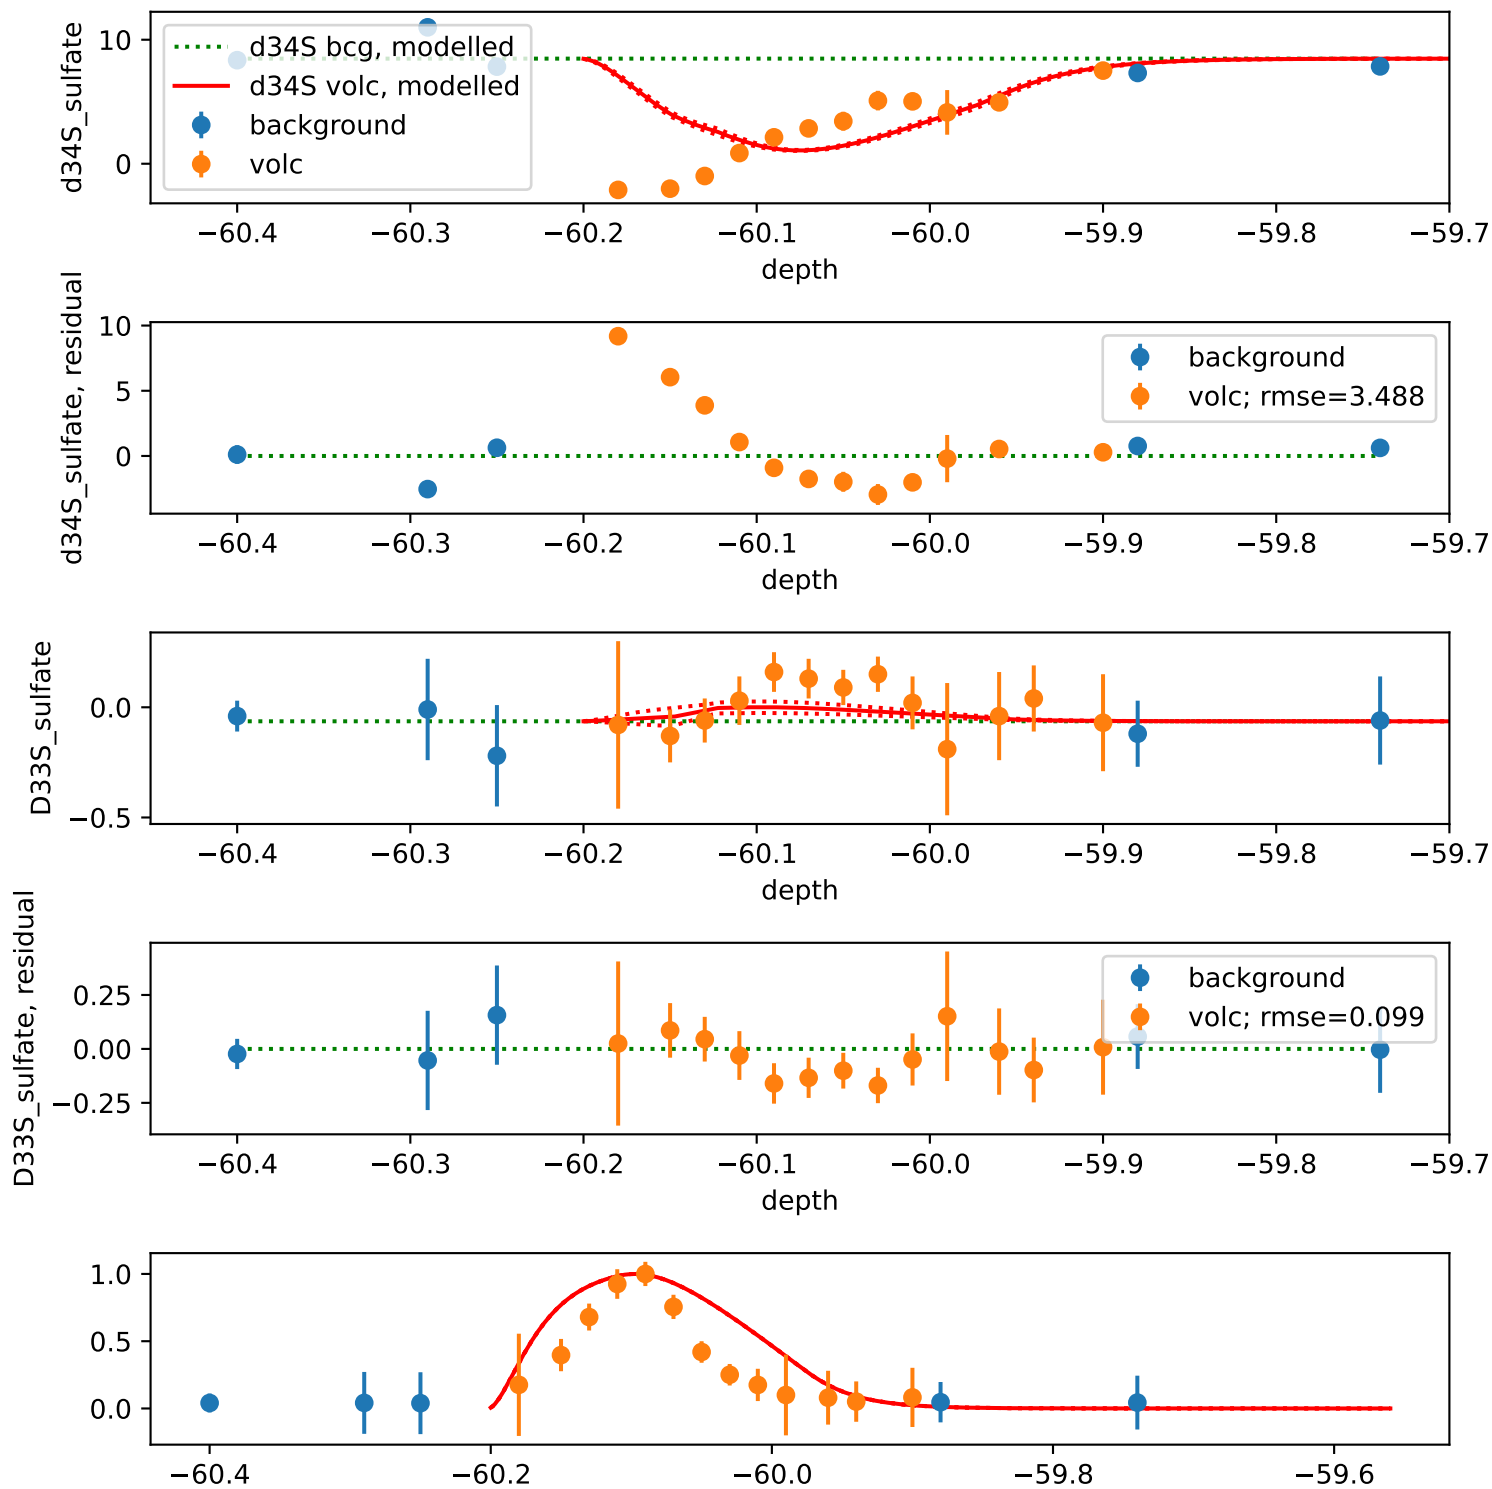 d34S_sulfate
10
0
d34S bcg, modelled
d34S volc, modelled
background
volc
−60.4 −60.3 −60.2 −60.1 −60.0 −59.9 −59.8 −59.7
depth
d34S_sulfate, residual
10
5
0
background
volc; rmse=3.488
−60.4 −60.3 −60.2 −60.1 −60.0 −59.9 −59.8 −59.7
depth
D33S_sulfate
0.0
−0.5
−60.4 −60.3 −60.2 −60.1 −60.0 −59.9 −59.8 −59.7
depth
D33S_sulfate, residual
0.25
0.00
−0.25
background
volc; rmse=0.099
−60.4 −60.3 −60.2 −60.1 −60.0 −59.9 −59.8 −59.7
depth
1.0
0.5
0.0
−60.4 −60.2 −60.0 −59.8 −59.6